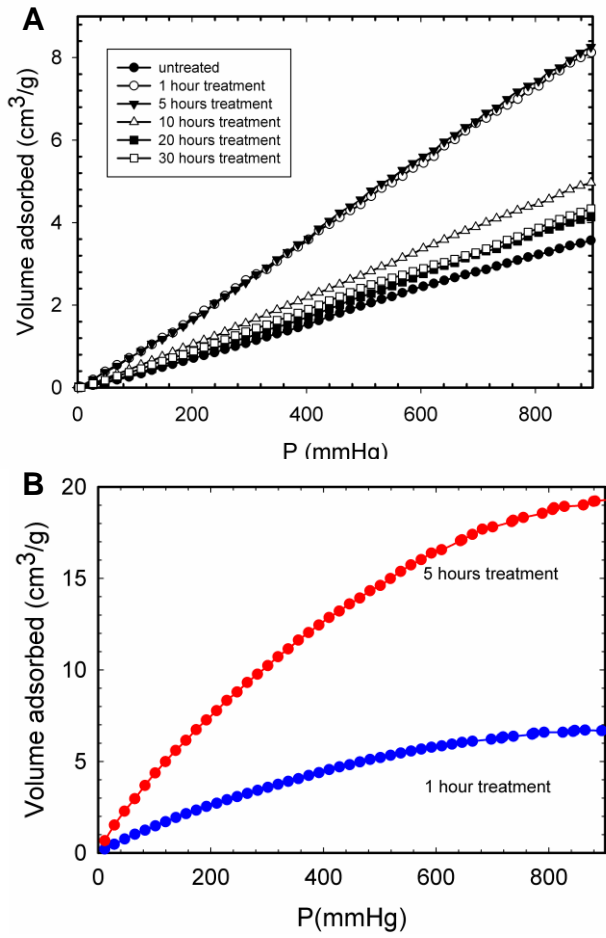 A
8
6
4
2
0
Volume adsorbed (cm³/g)
untreated
1 hour treatment
5 hours treatment
10 hours treatment
20 hours treatment
30 hours treatment
0 200 400 600 800
P (mmHg)
B
20
15
10
5
0
Volume adsorbed (cm³/g)
5 hours treatment
1 hour treatment
0 200 400 600 800
P(mmHg)